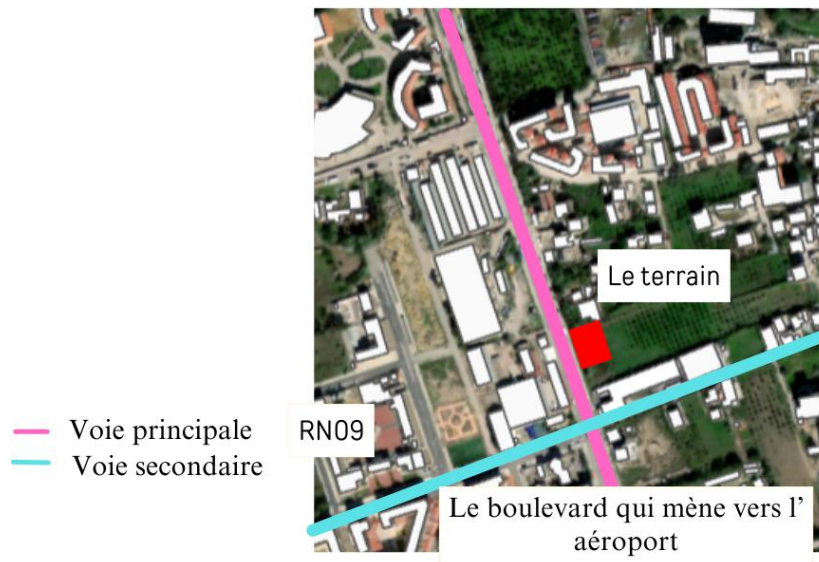 Le terrain
Voie principale
RN09
Voie secondaire
Le boulevard qui mène vers l'
aéroport